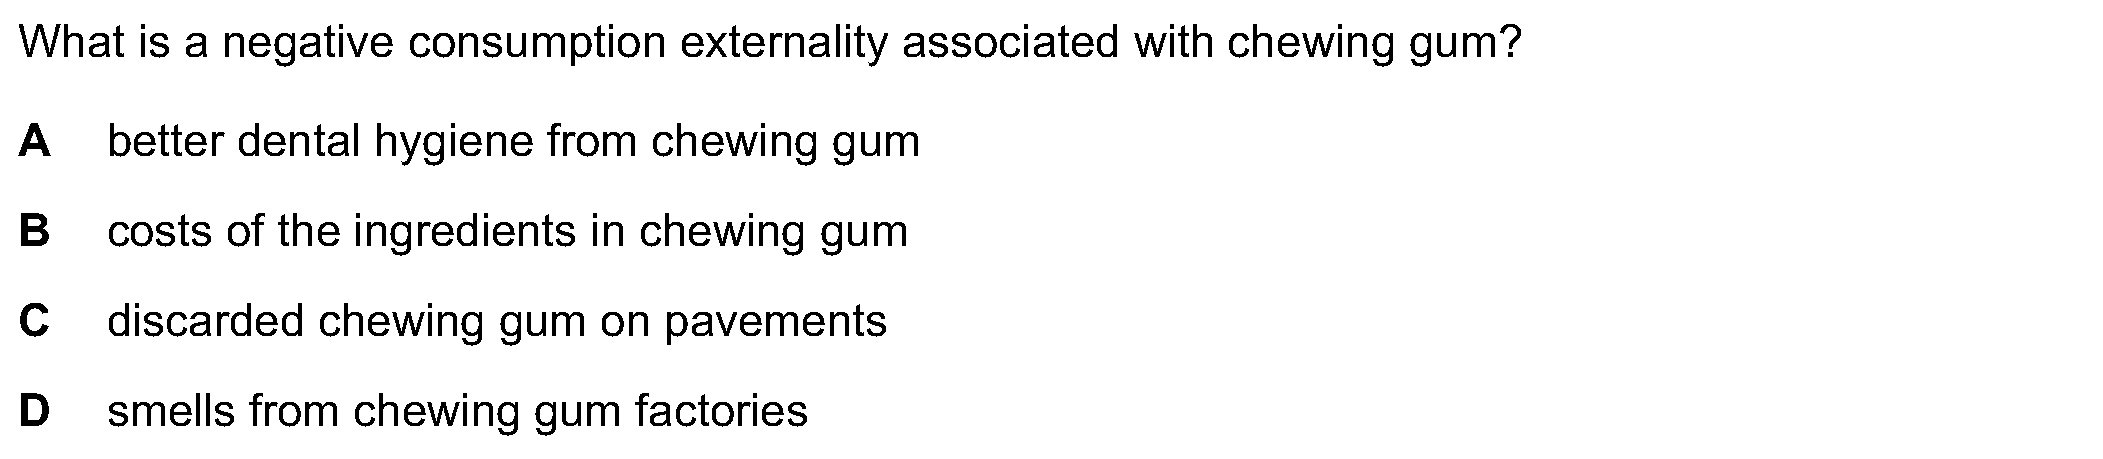 What is a negative consumption externality associated with chewing gum?
A better dental hygiene from chewing gum
B costs of the ingredients in chewing gum
C discarded chewing gum on pavements
D smells from chewing gum factories